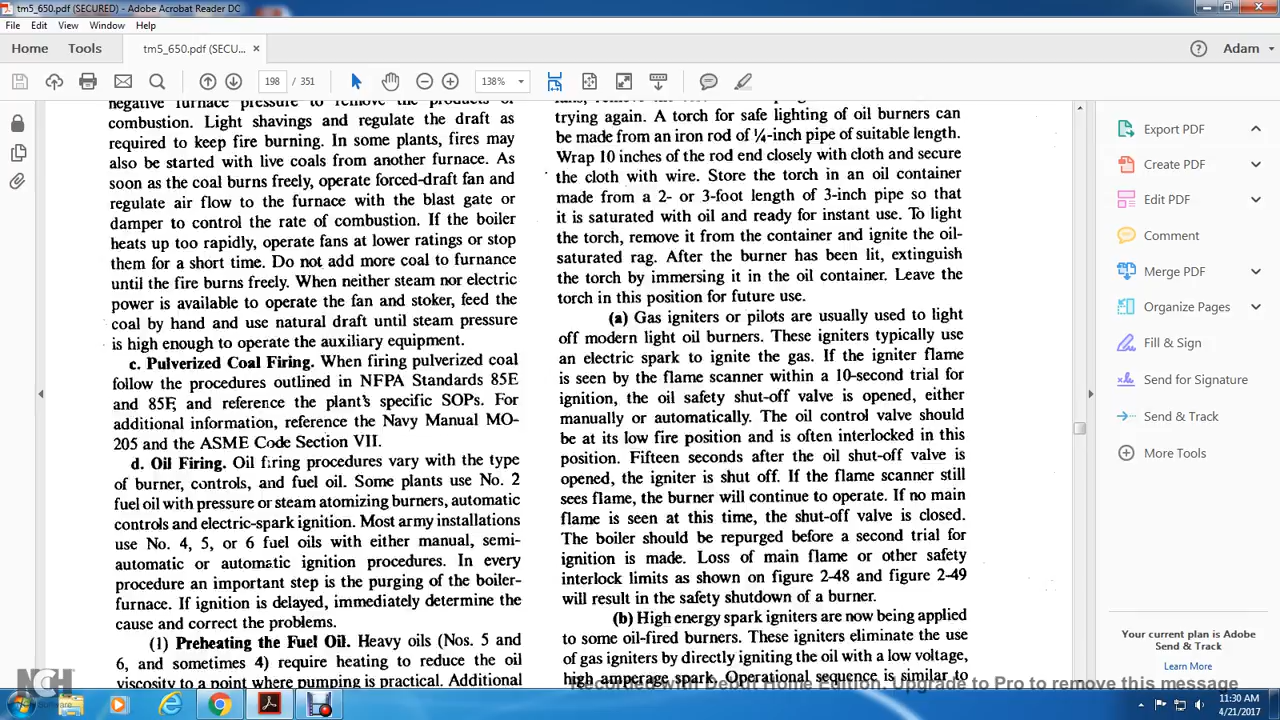 tm5_650.pdf (SECURED) - Adobe Acrobat Reader DC
File Edit View Window Help
Home Tools tm5_650.pdf (SECU... × Adam
198 / 351 138%
negative furnace pressure to remove the products of
combustion. Light shavings and regulate the draft as
required to keep fire burning. In some plants, fires may
also be started with live coals from another furnace. As
soon as the coal burns freely, operate forced-draft fan and
regulate air flow to the furnace with the blast gate or
damper to control the rate of combustion. If the boiler
heats up too rapidly, operate fans at lower ratings or stop
them for a short time. Do not add more coal to furnance
until the fire burns freely. When neither steam nor electric
power is available to operate the fan and stoker, feed the
coal by hand and use natural draft until steam pressure
is high enough to operate the auxiliary equipment.
c. Pulverized Coal Firing. When firing pulverized coal
follow the procedures outlined in NFPA Standards 85E
and 85F, and reference the plant's specific SOPs. For
additional information, reference the Navy Manual MO-
205 and the ASME Code Section VII.
d. Oil Firing. Oil firing procedures vary with the type
of burner, controls, and fuel oil. Some plants use No. 2
fuel oil with pressure or steam atomizing burners, automatic
controls and electric-spark ignition. Most army installations
use No. 4, 5, or 6 fuel oils with either manual, semi-
automatic or automatic ignition procedures. In every
procedure an important step is the purging of the boiler-
furnace. If ignition is delayed, immediately determine the
cause and correct the problems.
(1) Preheating the Fuel Oil. Heavy oils (Nos. 5 and
6, and sometimes 4) require heating to reduce the oil
viscosity to a point where pumping is practical. Additional
trying again. A torch for safe lighting of oil burners can
be made from an iron rod of ¼-inch pipe of suitable length.
Wrap 10 inches of the rod end closely with cloth and secure
the cloth with wire. Store the torch in an oil container
made from a 2- or 3-foot length of 3-inch pipe so that
it is saturated with oil and ready for instant use. To light
the torch, remove it from the container and ignite the oil-
saturated rag. After the burner has been lit, extinguish
the torch by immersing it in the oil container. Leave the
torch in this position for future use.
(a) Gas igniters or pilots are usually used to light
off modern light oil burners. These igniters typically use
an electric spark to ignite the gas. If the igniter flame
is seen by the flame scanner within a 10-second trial for
ignition, the oil safety shut-off valve is opened, either
manually or automatically. The oil control valve should
be at its low fire position and is often interlocked in this
position. Fifteen seconds after the oil shut-off valve is
opened, the igniter is shut off. If the flame scanner still
sees flame, the burner will continue to operate. If no main
flame is seen at this time, the shut-off valve is closed.
The boiler should be repurged before a second trial for
ignition is made. Loss of main flame or other safety
interlock limits as shown on figure 2-48 and figure 2-49
will result in the safety shutdown of a burner.
(b) High energy spark igniters are now being applied
to some oil-fired burners. These igniters eliminate the use
of gas igniters by directly igniting the oil with a low voltage,
high amperage spark. Operational sequence is similar to
Export PDF
Create PDF
Edit PDF
Comment
Merge PDF
Organize Pages
Fill & Sign
Send for Signature
Send & Track
More Tools
Your current plan is Adobe
Send & Track
Learn More
NCH Software
Recorded with Debut Home Edition. Upgrade to Pro to remove this message
11:30 AM
4/21/2017